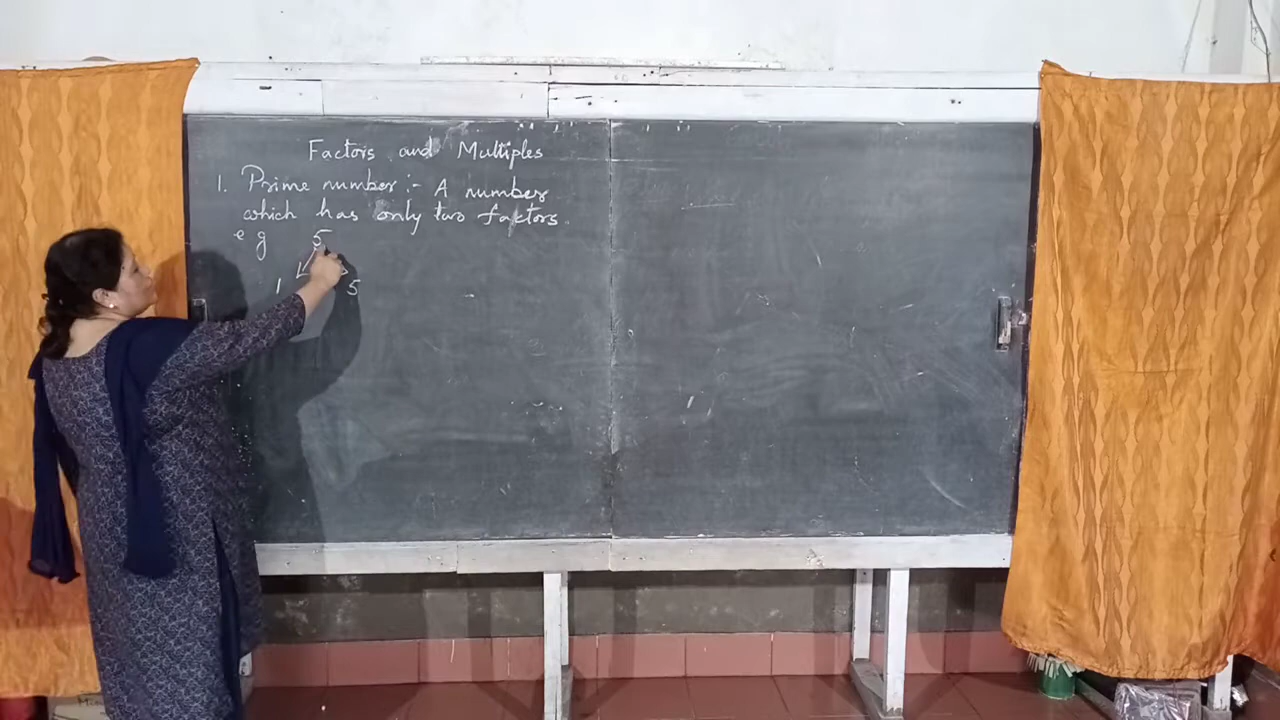 Factors and Multiples
1. Prime number :- A number
which has only two factors.
e g 5
1 5